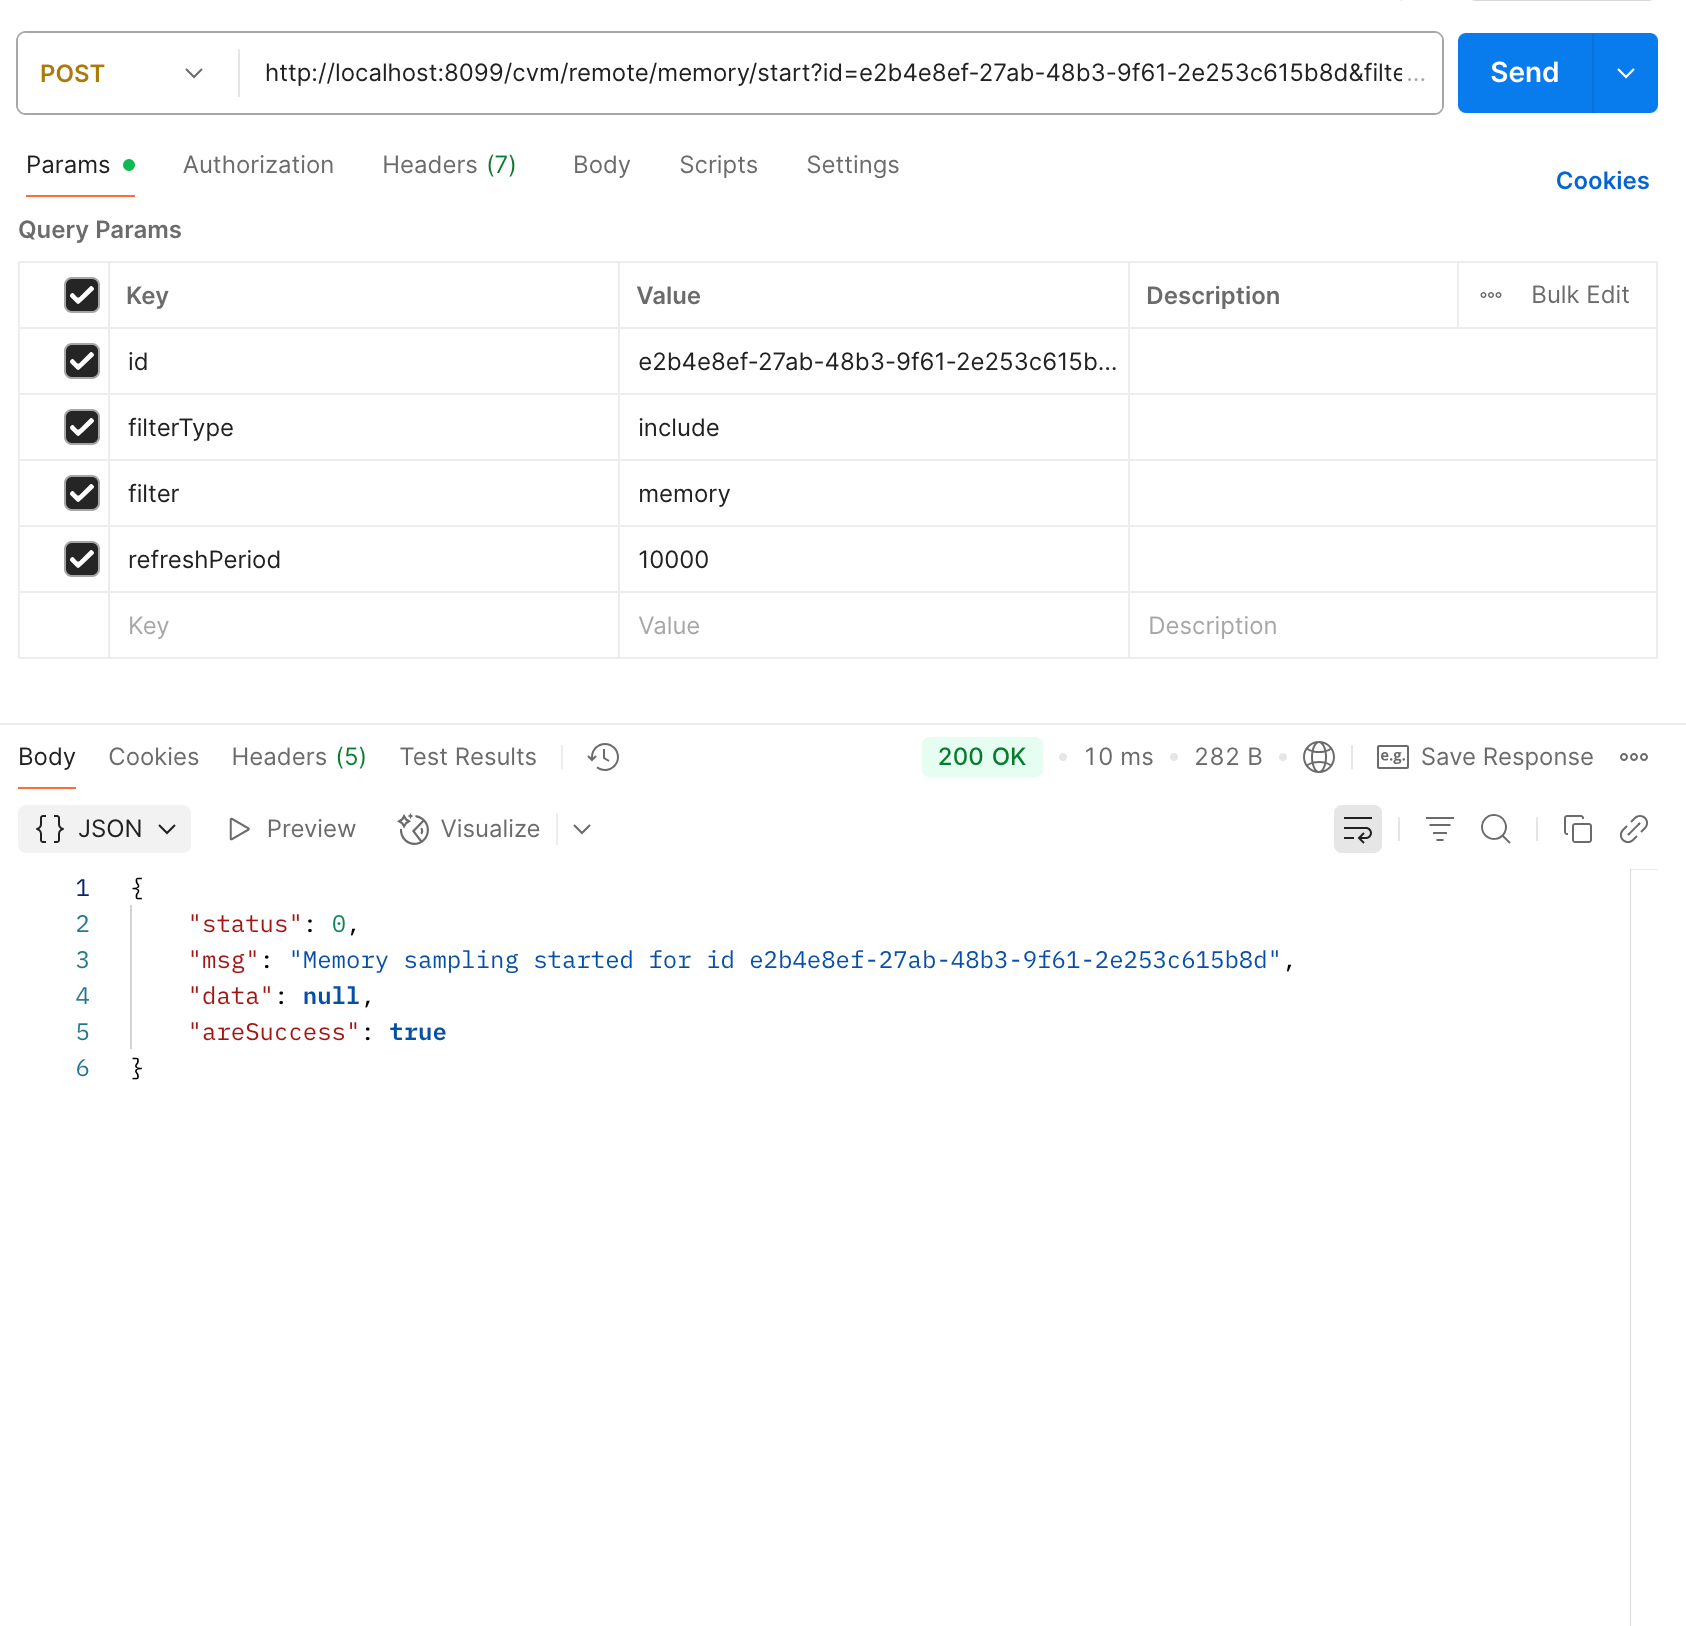 POST http://localhost:8099/cvm/remote/memory/start?id=e2b4e8ef-27ab-48b3-9f61-2e253c615b8d&filte... Send
Params Authorization Headers (7) Body Scripts Settings Cookies
Query Params
Key Value Description Bulk Edit
id e2b4e8ef-27ab-48b3-9f61-2e253c615b...
filterType include
filter memory
refreshPeriod 10000
Key Value Description
Body Cookies Headers (5) Test Results 200 OK 10 ms 282 B e.g. Save Response
{} JSON Preview Visualize
1 {
2 "status": 0,
3 "msg": "Memory sampling started for id e2b4e8ef-27ab-48b3-9f61-2e253c615b8d",
4 "data": null,
5 "areSuccess": true
6 }